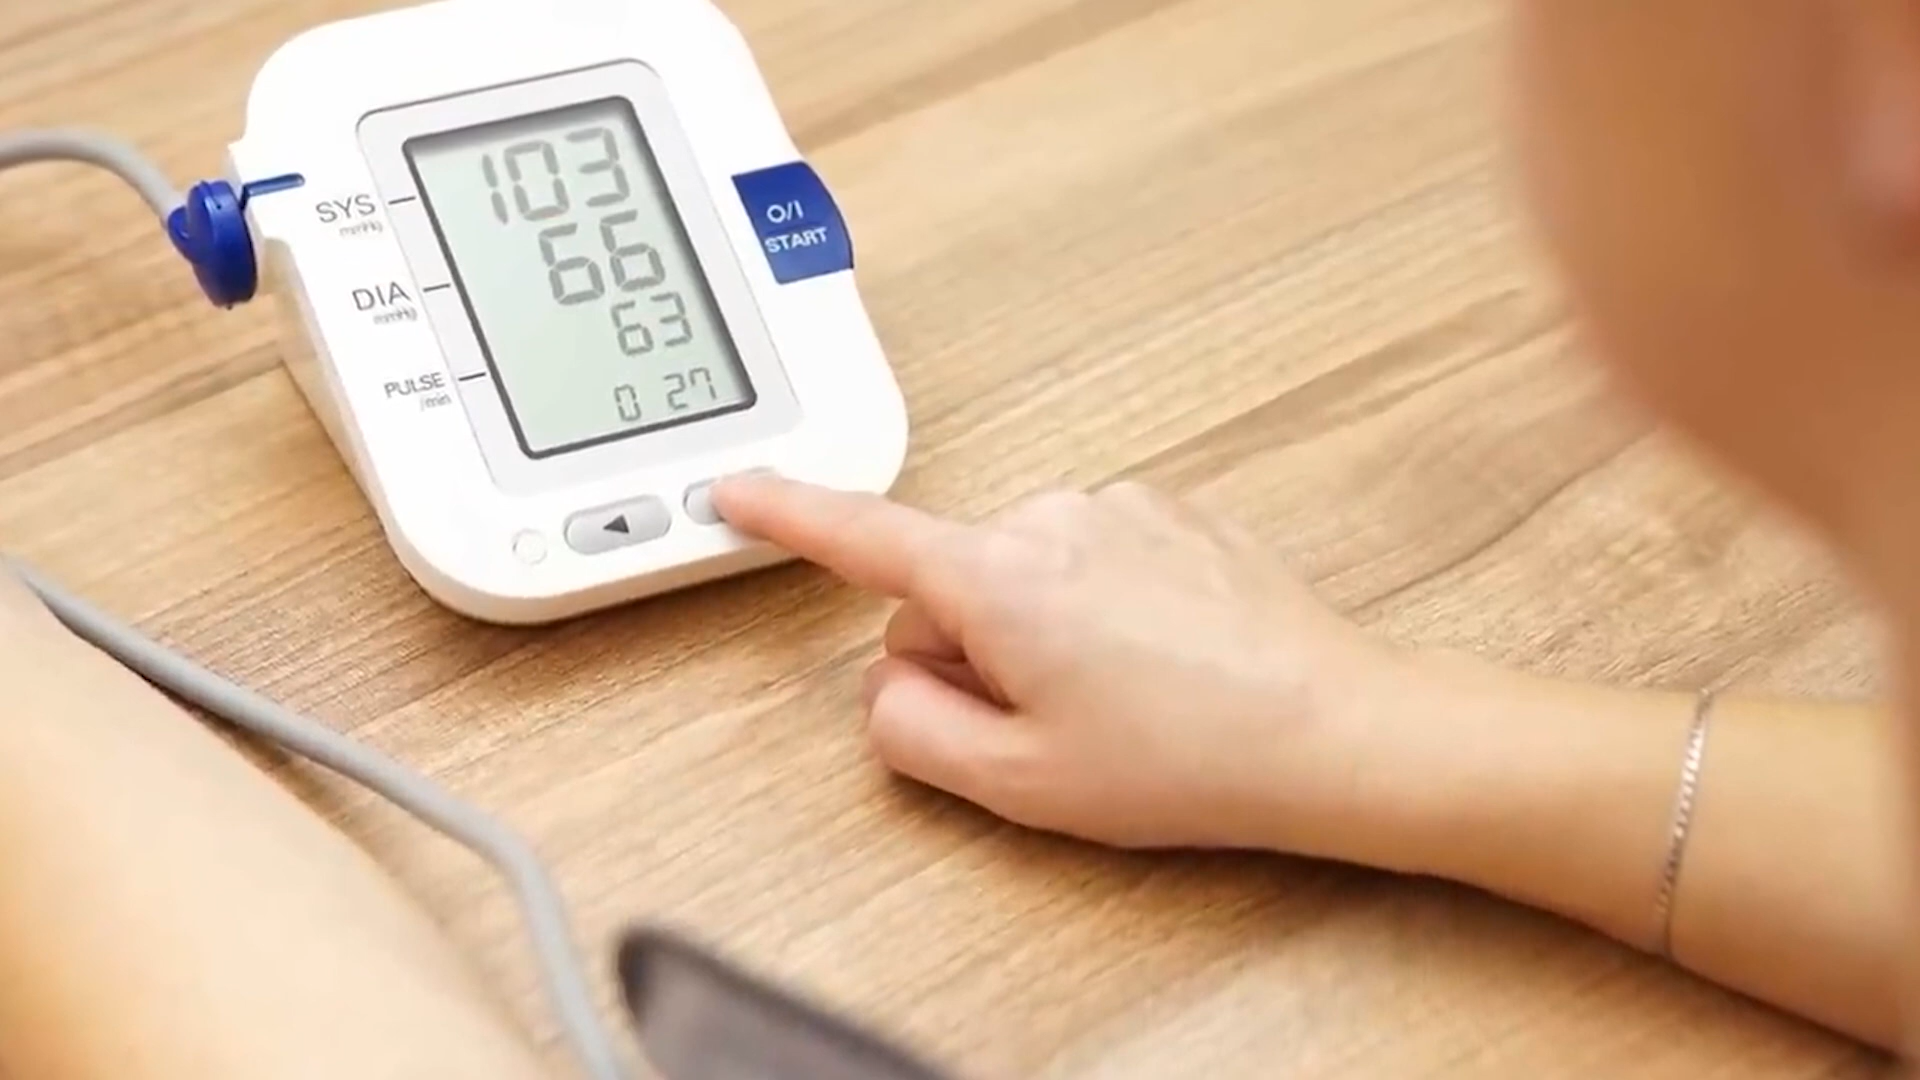 SYS
mmHg
DIA
mmHg
PULSE
/min
103
66
63
0 27
O/I
START